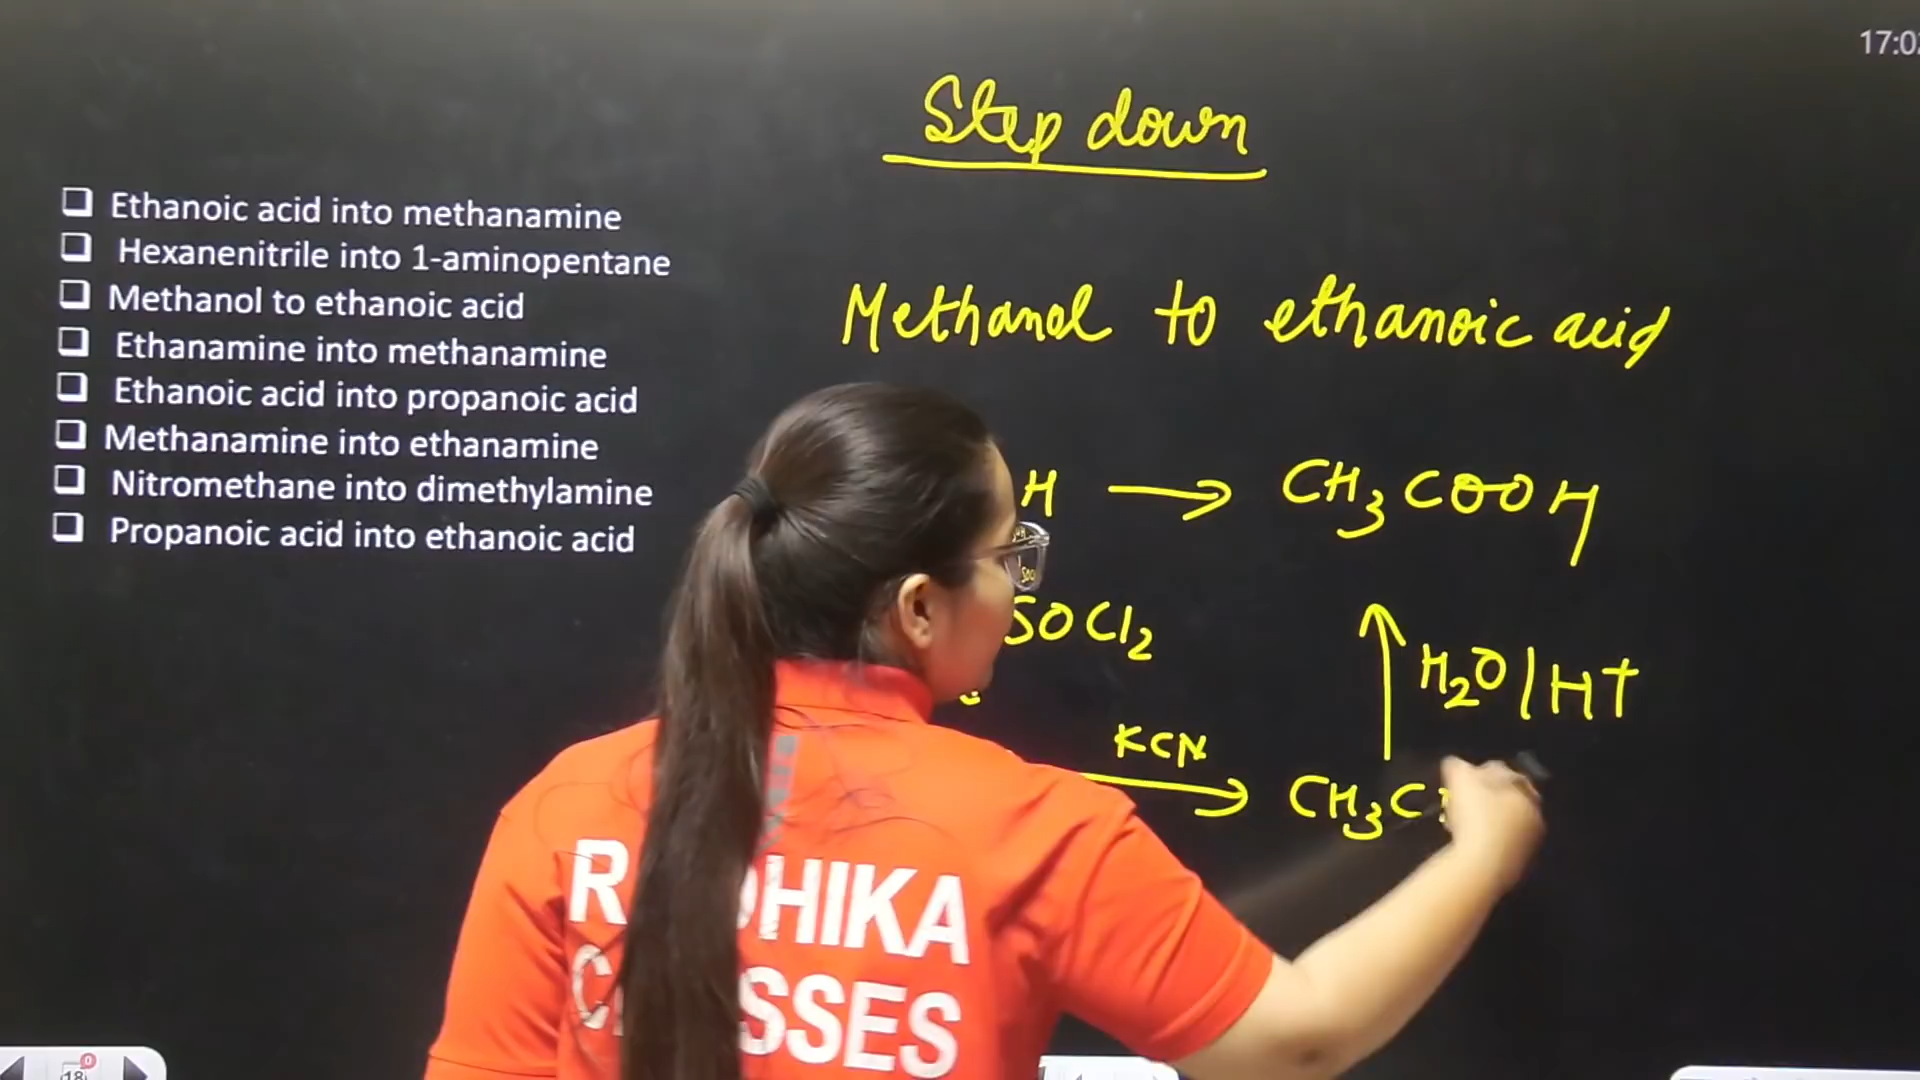 17:0
Step down
Ethanoic acid into methanamine
Hexanenitrile into 1-aminopentane
Methanol to ethanoic acid
Ethanamine into methanamine
Ethanoic acid into propanoic acid
Methanamine into ethanamine
Nitromethane into dimethylamine
Propanoic acid into ethanoic acid
Methanol to ethanoic acid
H → CH3COOH
SOCl2
H2O/H+
KCN
CH3C
HIKA
SSES
18
0